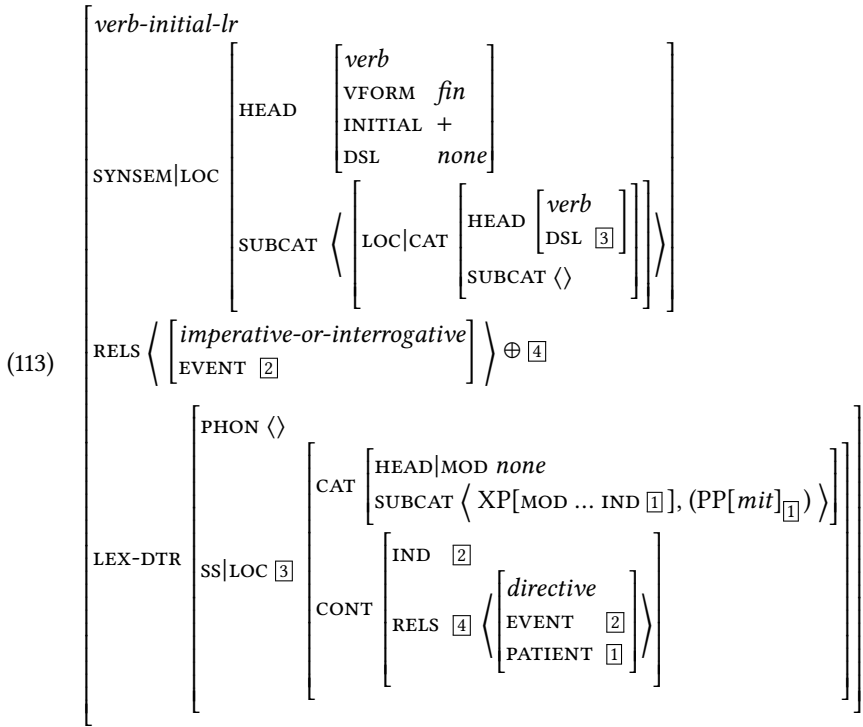 verb-initial-lr
SYNSEM|LOC
HEAD
verb
VFORM fin
INITIAL +
DSL none
SUBCAT ⟨ LOC|CAT
HEAD
verb
DSL 3
SUBCAT ⟨⟩ ⟩
(113)
RELS ⟨ imperative-or-interrogative
EVENT 2 ⟩ ⊕ 4
LEX-DTR
PHON ⟨⟩
SS|LOC 3
CAT
HEAD|MOD none
SUBCAT ⟨ XP[MOD ... IND 1], (PP[mit]1) ⟩
CONT
IND 2
RELS 4 ⟨
directive
EVENT 2
PATIENT 1 ⟩